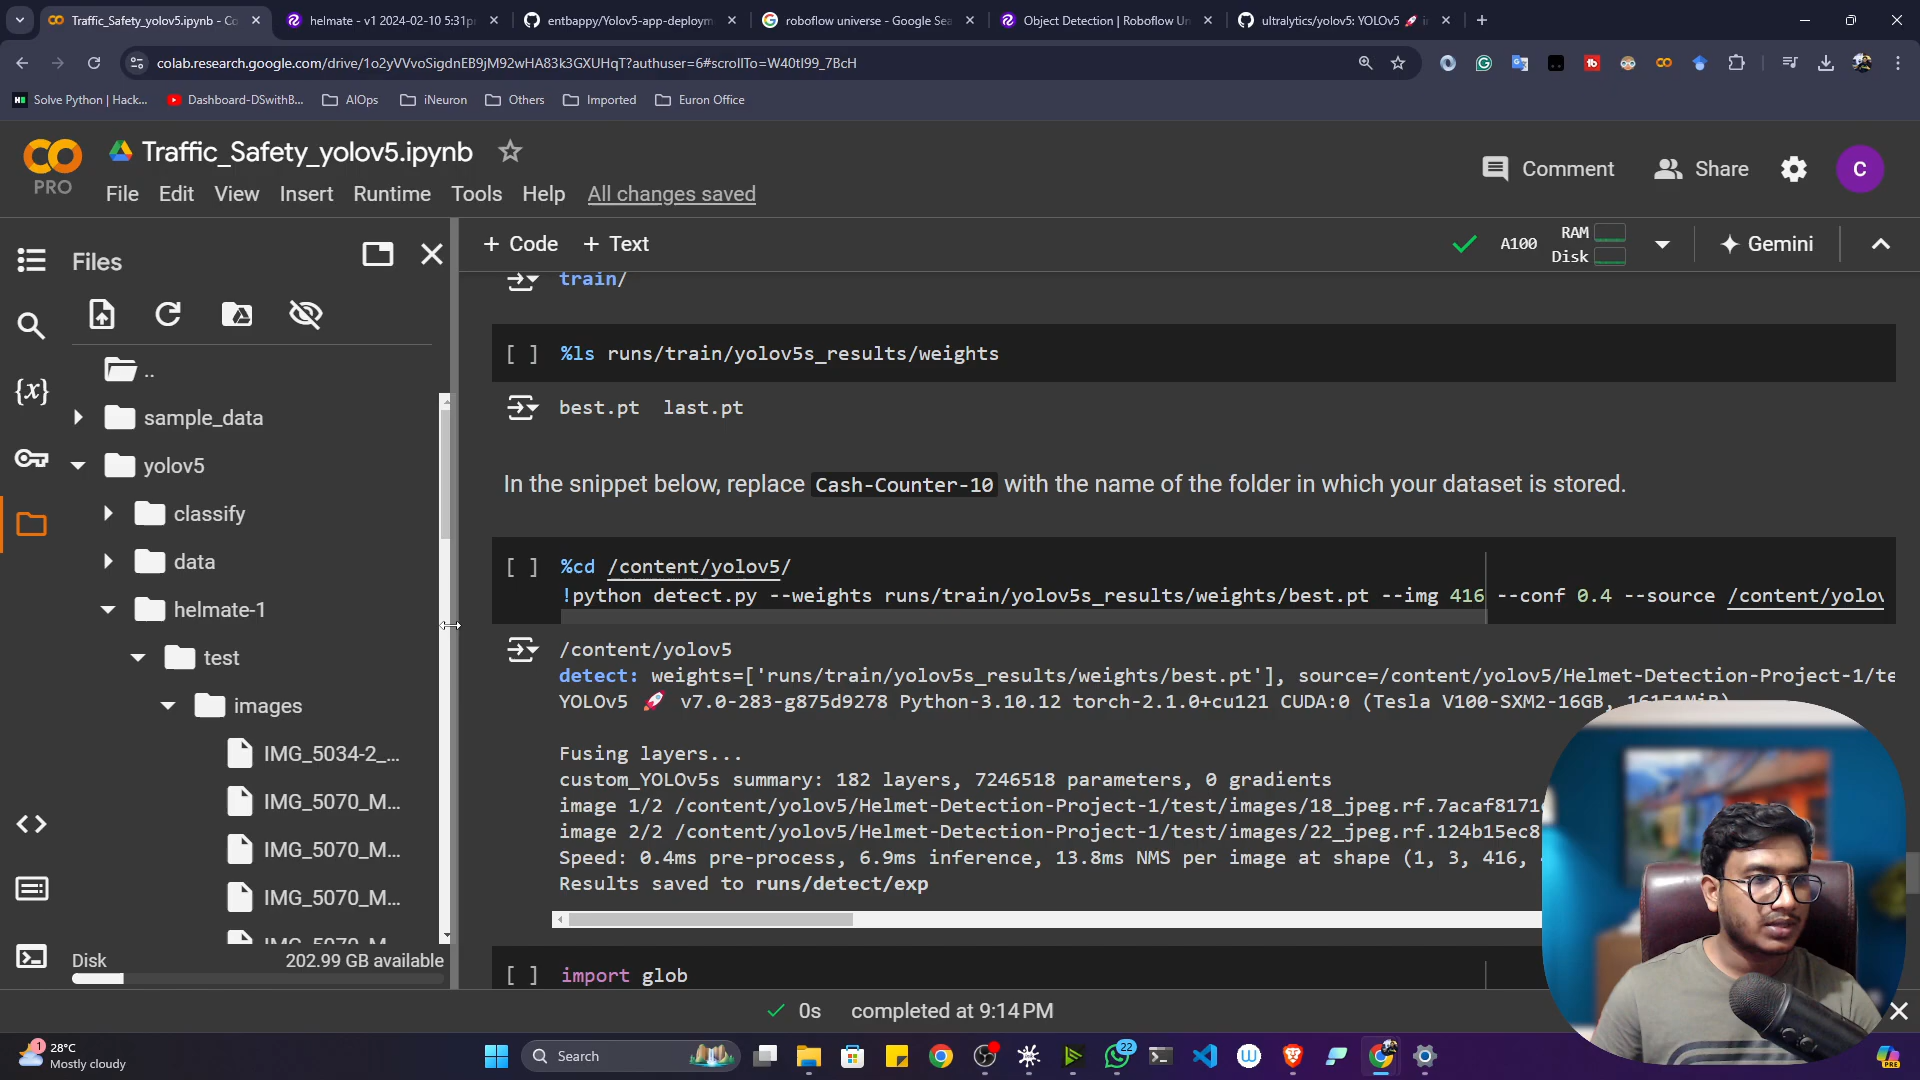 Traffic_Safety_yolov5.ipynb - Co
helmate - v1 2024-02-10 5:31p
entbappy/Yolov5-app-deploym
roboflow universe - Google Sea
Object Detection | Roboflow Un
ultralytics/yolov5: YOLOv5 🚀 i
colab.research.google.com/drive/1o2yVVvoSigdnEB9jM92wHA83k3GXUHqT?authuser=6#scrollTo=W40tI99_7BcH
Solve Python | Hack...
Dashboard-DSwithB...
AIOps
iNeuron
Others
Imported
Euron Office
PRO
Traffic_Safety_yolov5.ipynb
File Edit View Insert Runtime Tools Help All changes saved
Comment
Share
C
Files
+ Code + Text
A100
RAM
Disk
Gemini
..
sample_data
yolov5
classify
data
helmate-1
test
images
IMG_5034-2_...
IMG_5070_M...
IMG_5070_M...
IMG_5070_M...
IMG_5070_M...
Disk 202.99 GB available
train/
[ ] %ls runs/train/yolov5s_results/weights
best.pt last.pt
In the snippet below, replace Cash-Counter-10 with the name of the folder in which your dataset is stored.
[ ] %cd /content/yolov5/
!python detect.py --weights runs/train/yolov5s_results/weights/best.pt --img 416 --conf 0.4 --source /content/yolov
/content/yolov5
detect: weights=['runs/train/yolov5s_results/weights/best.pt'], source=/content/yolov5/Helmet-Detection-Project-1/te
YOLOv5 🚀 v7.0-283-g875d9278 Python-3.10.12 torch-2.1.0+cu121 CUDA:0 (Tesla V100-SXM2-16GB, 16151MiB)
Fusing layers...
custom_YOLOv5s summary: 182 layers, 7246518 parameters, 0 gradients
image 1/2 /content/yolov5/Helmet-Detection-Project-1/test/images/18_jpeg.rf.7acaf8171
image 2/2 /content/yolov5/Helmet-Detection-Project-1/test/images/22_jpeg.rf.124b15ec8
Speed: 0.4ms pre-process, 6.9ms inference, 13.8ms NMS per image at shape (1, 3, 416,
Results saved to runs/detect/exp
[ ] import glob
0s completed at 9:14 PM
1
28°C
Mostly cloudy
Search
22
PRE